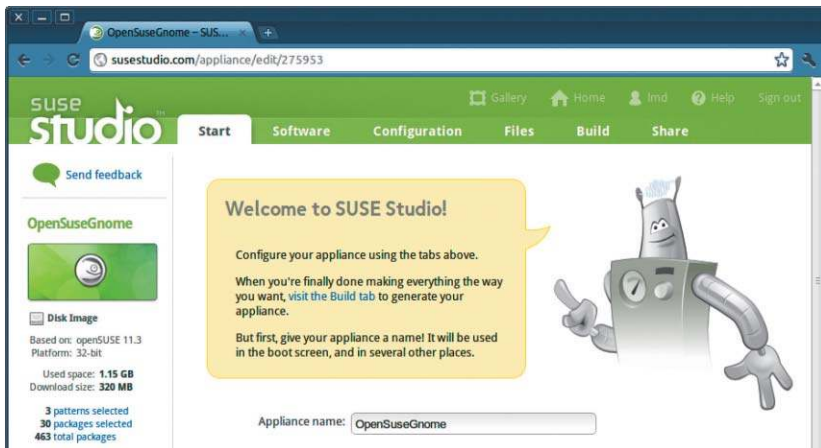 OpenSuseGnome – SUS...
susestudio.com/appliance/edit/275953
SUSE
studio
Gallery
Home
lmd
Help
Sign out
Start
Software
Configuration
Files
Build
Share
Send feedback
OpenSuseGnome
Disk Image
Based on: openSUSE 11.3
Platform: 32-bit
Used space: 1.15 GB
Download size: 320 MB
3 patterns selected
30 packages selected
463 total packages
Welcome to SUSE Studio!
Configure your appliance using the tabs above.
When you're finally done making everything the way
you want, visit the Build tab to generate your
appliance.
But first, give your appliance a name! It will be used
in the boot screen, and in several other places.
Appliance name: OpenSuseGnome